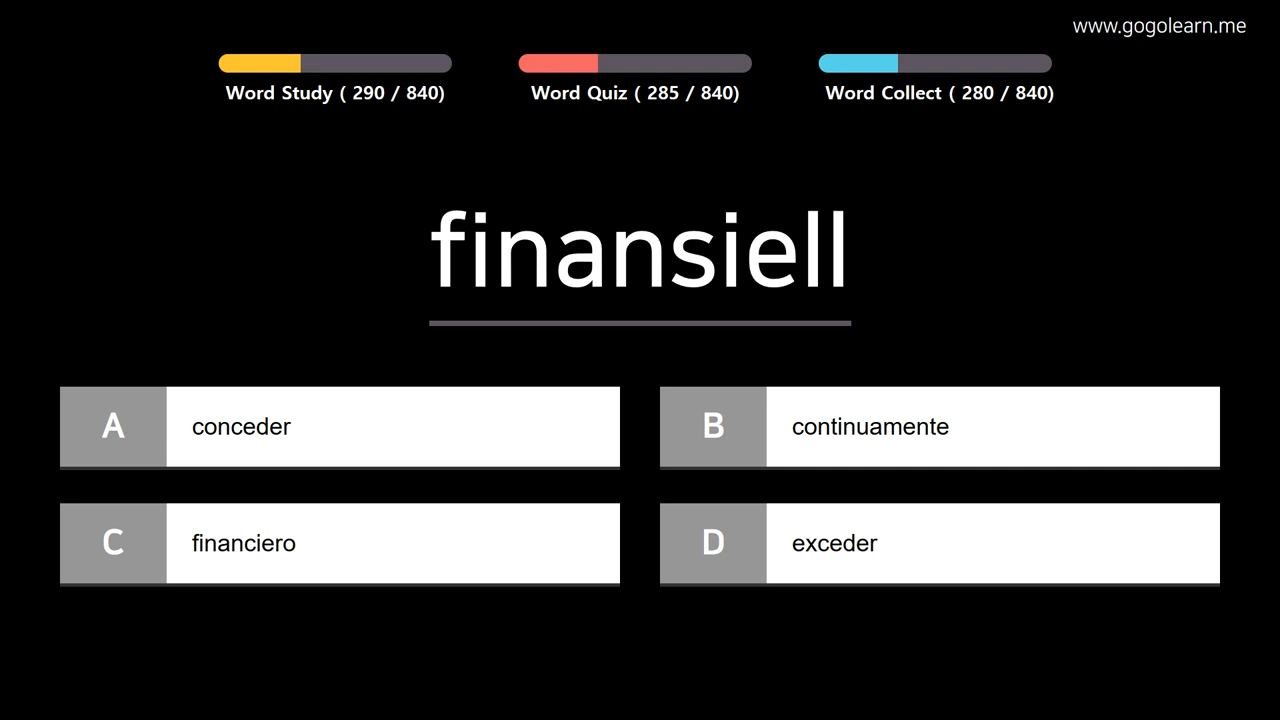 www.gogolearn.me
Word Study ( 290 / 840)
Word Quiz ( 285 / 840)
Word Collect ( 280 / 840)
finansiell
A conceder
B continuamente
C financiero
D exceder